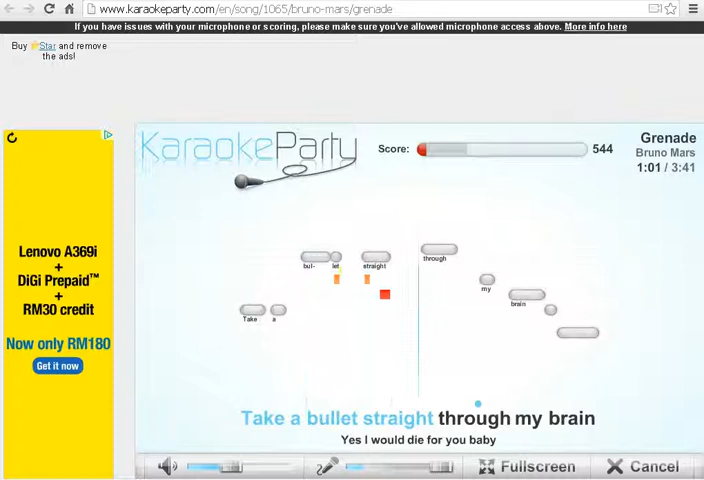 www.karaokeparty.com/en/song/1065/bruno-mars/grenade
If you have issues with your microphone or scoring, please make sure you've allowed microphone access above. More info here
Buy Star and remove
the ads!
KaraokeParty
Score: 544
Grenade
Bruno Mars
1:01 / 3:41
Lenovo A369i
+
DiGi Prepaid™
+
RM30 credit
Now only RM180
Get it now
through
bul- let straight
my
brain
Take a
Take a bullet straight through my brain
Yes I would die for you baby
Fullscreen
Cancel